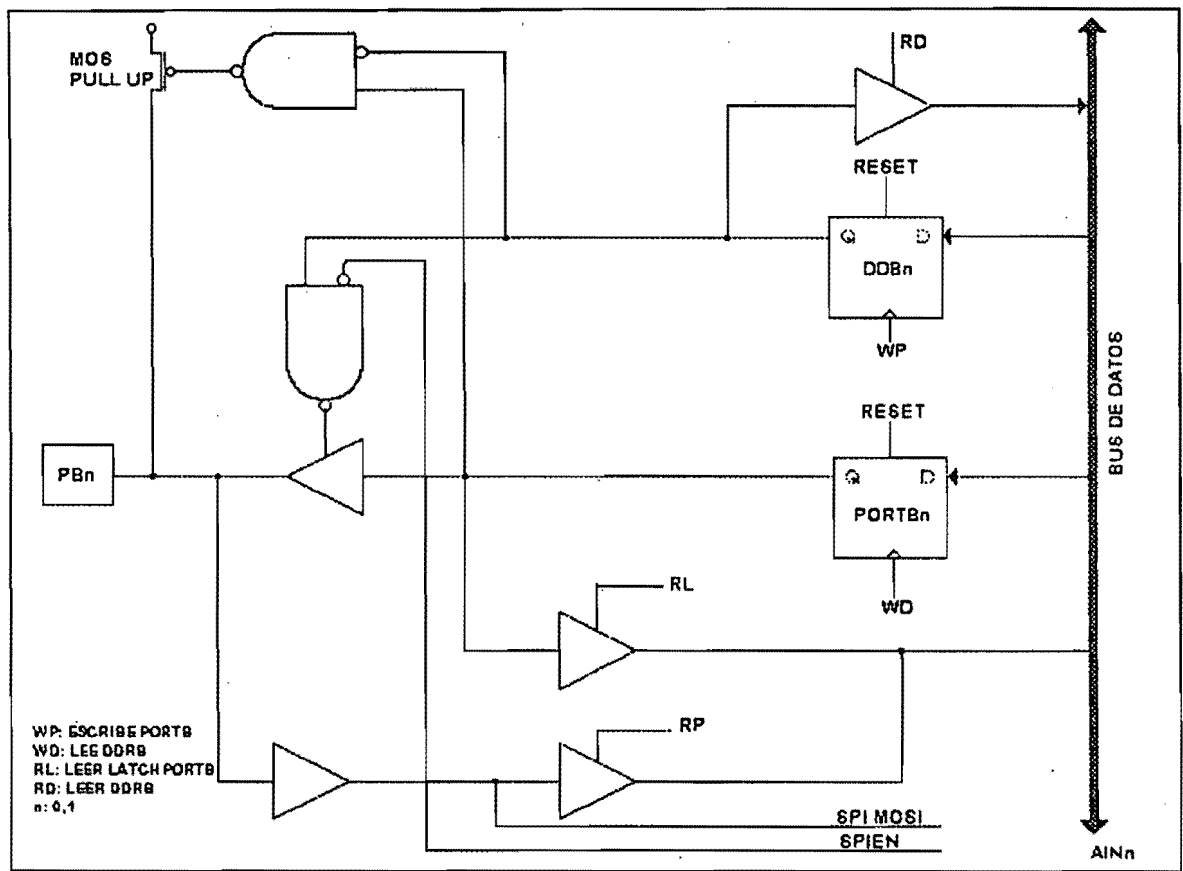 MOS
PULL UP
RD
RESET
Q D
DDBn
WP
BUS DE DATOS
RESET
PBn
Q D
PORTBn
WD
RL
RP
WP: ESCRIBE PORTB
WD: LEE DDRB
RL: LEER LATCH PORTB
RD: LEER DDRB
n: 0,1
SPI MOSI
SPIEN
AINn